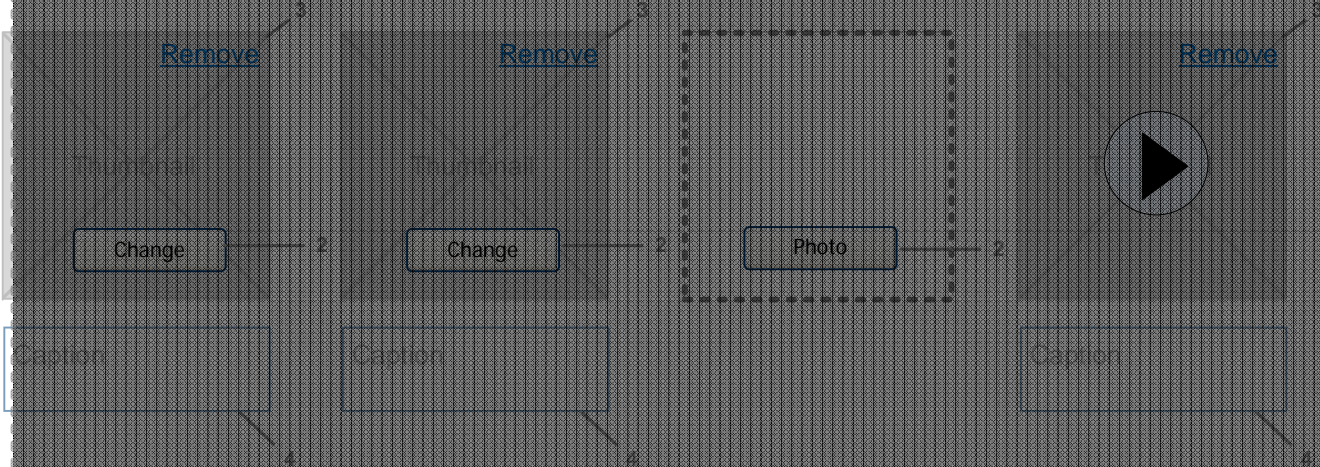 3 3 3
Remove Remove Remove
Thumbnail Thumbnail T
Change 2 Change 2 Photo 2
Caption Caption Caption
4 4 4